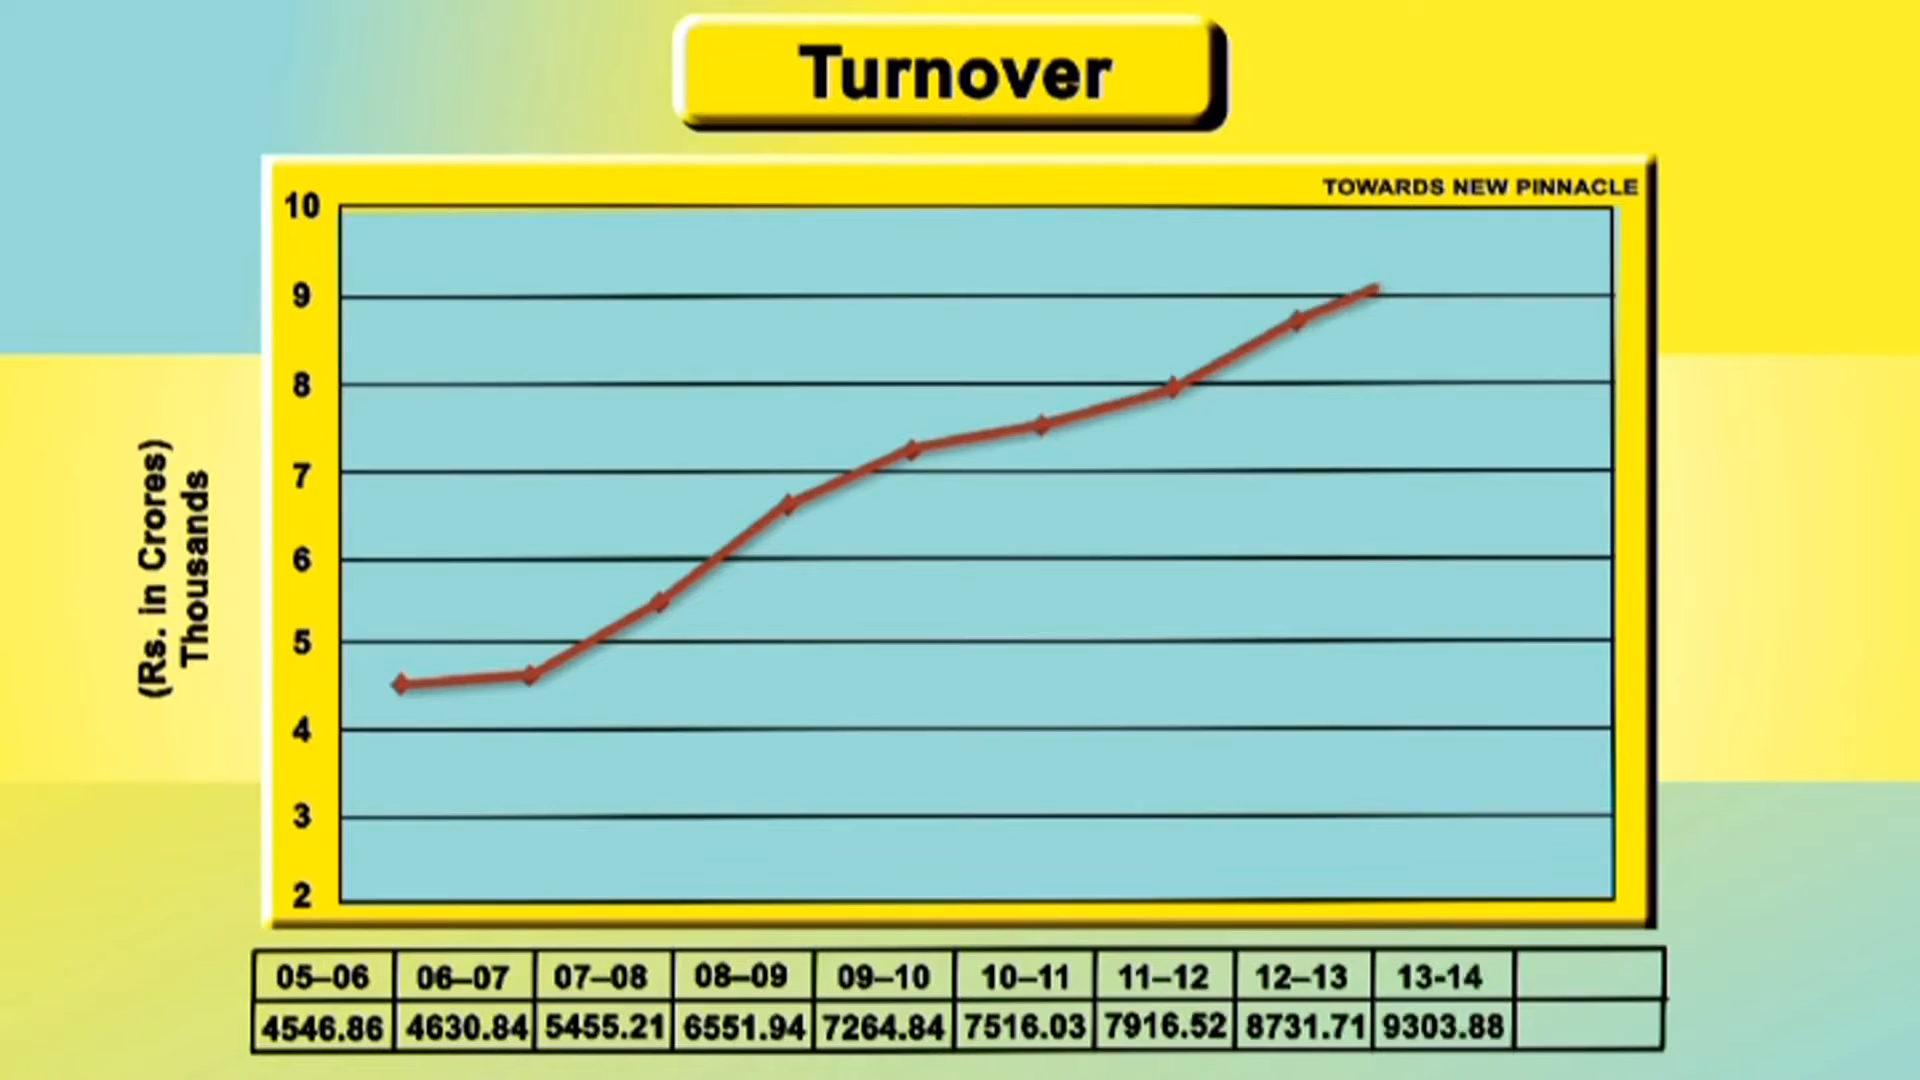 Turnover
TOWARDS NEW PINNACLE
10
9
8
7
6
5
4
3
2
(Rs. in Crores)
Thousands
05–06 06–07 07–08 08–09 09–10 10–11 11–12 12–13 13-14
4546.86 4630.84 5455.21 6551.94 7264.84 7516.03 7916.52 8731.71 9303.88